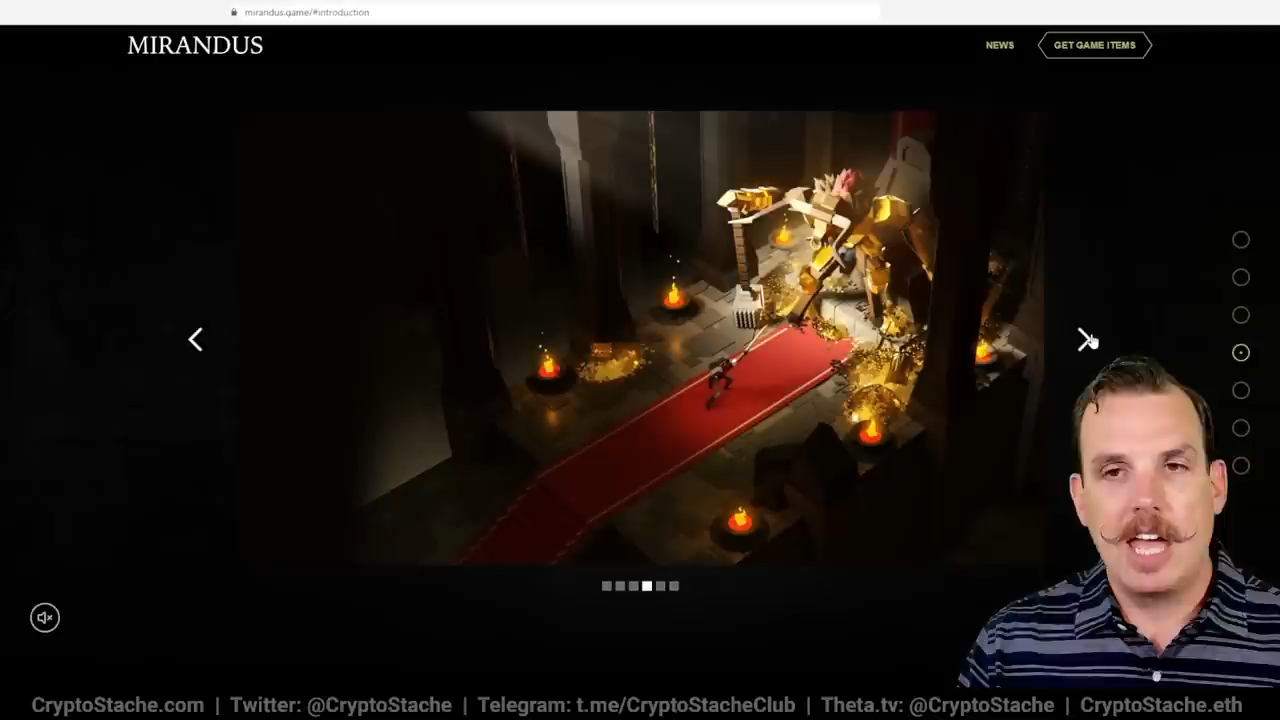 mirandus.game/#introduction
MIRANDUS
NEWS
GET GAME ITEMS
CryptoStache.com | Twitter: @CryptoStache | Telegram: t.me/CryptoStacheClub | Theta.tv: @CryptoStache | CryptoStache.eth